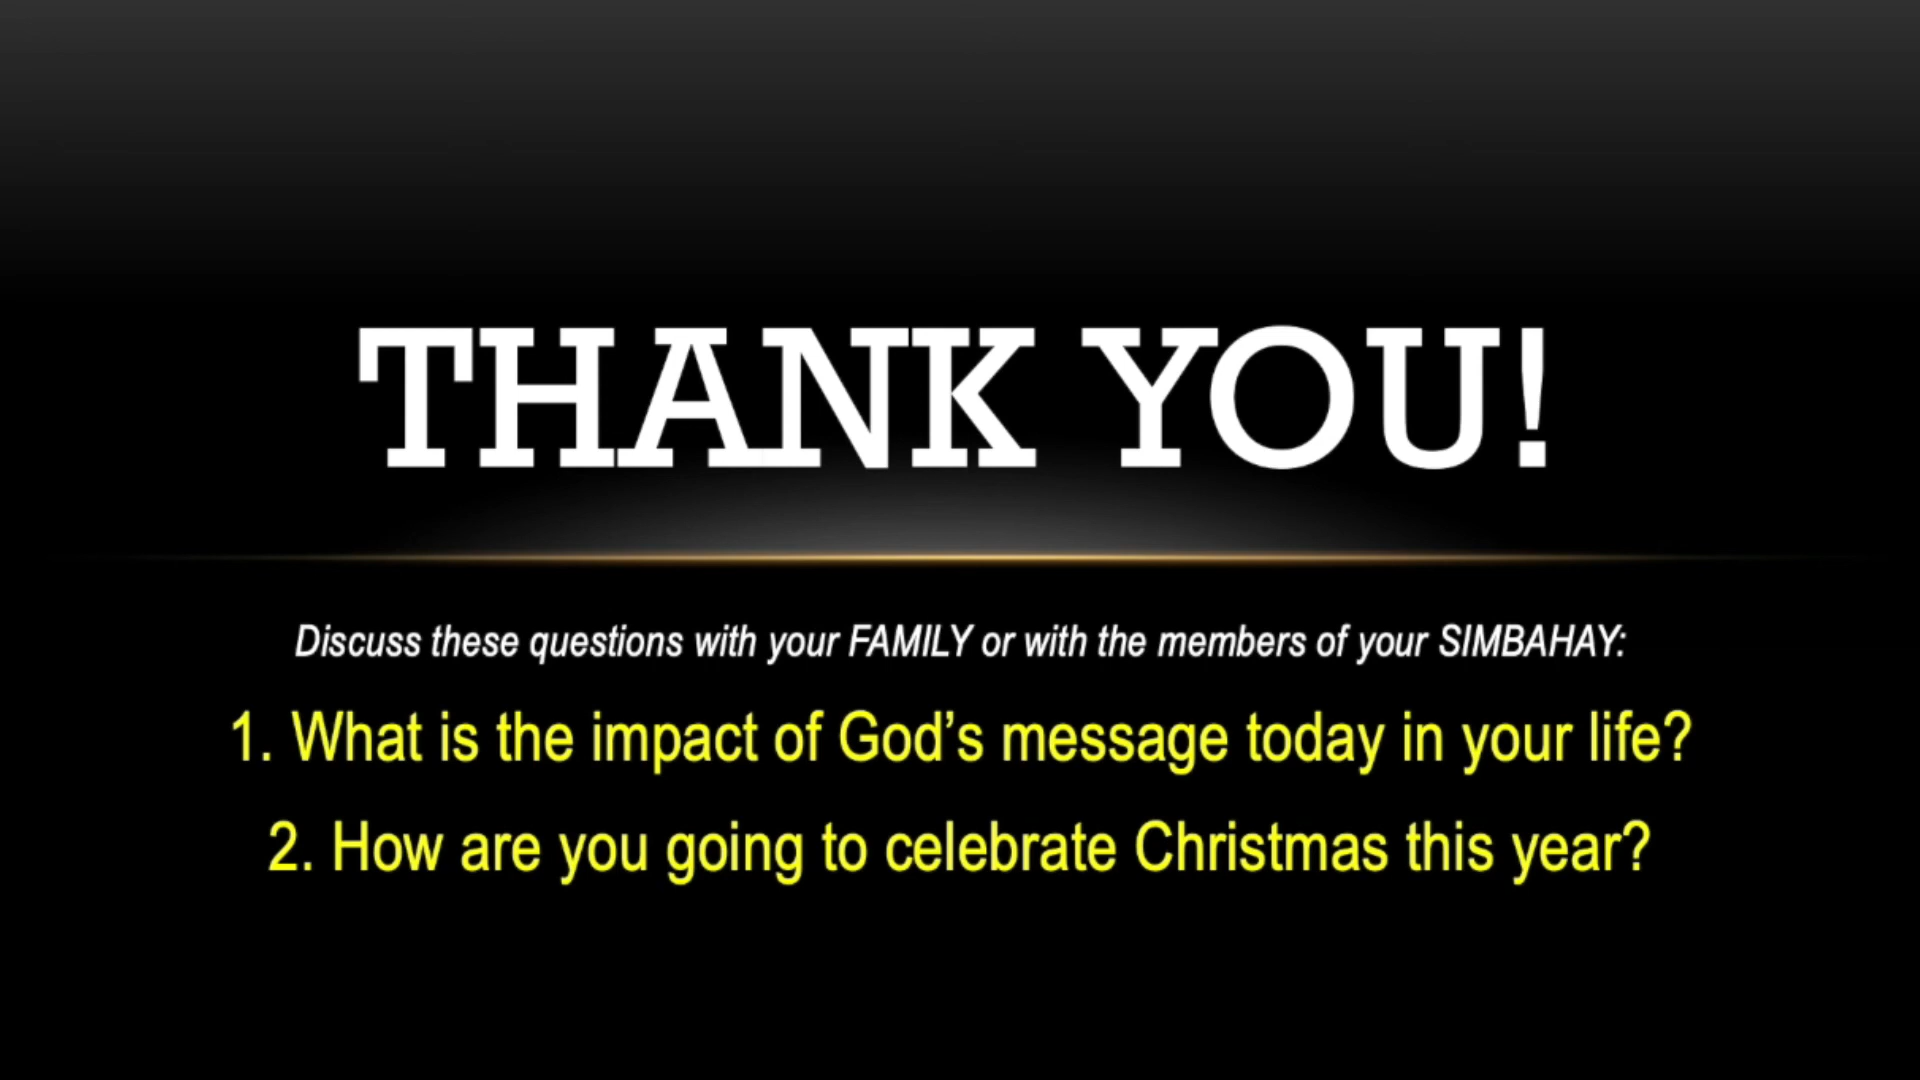 THANK YOU!
Discuss these questions with your FAMILY or with the members of your SIMBAHAY:
1. What is the impact of God’s message today in your life?
2. How are you going to celebrate Christmas this year?